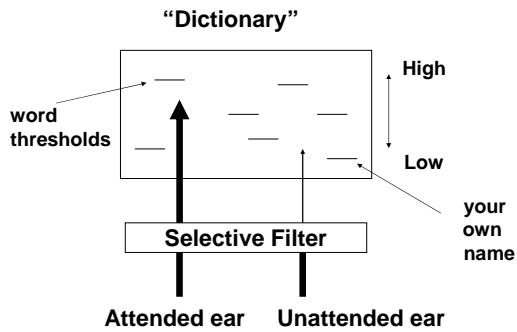 “Dictionary”
High
word
thresholds
Low
your
own
name
Selective Filter
Attended ear
Unattended ear